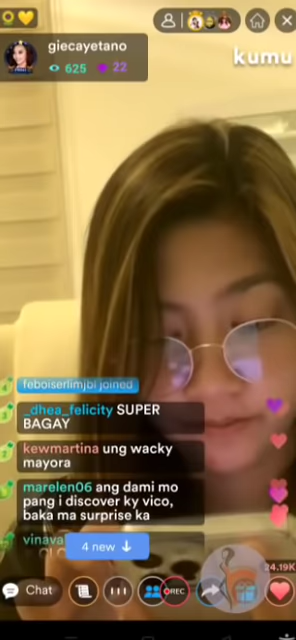 giecayetano
625
22
kumu
feboiserlimjbl joined
_dhea_felicity SUPER
BAGAY
kewmartina ung wacky
mayora
marelen06 ang dami mo
pang i discover ky vico,
baka ma surprise ka
vinava
4 new
24.19K
Chat
REC